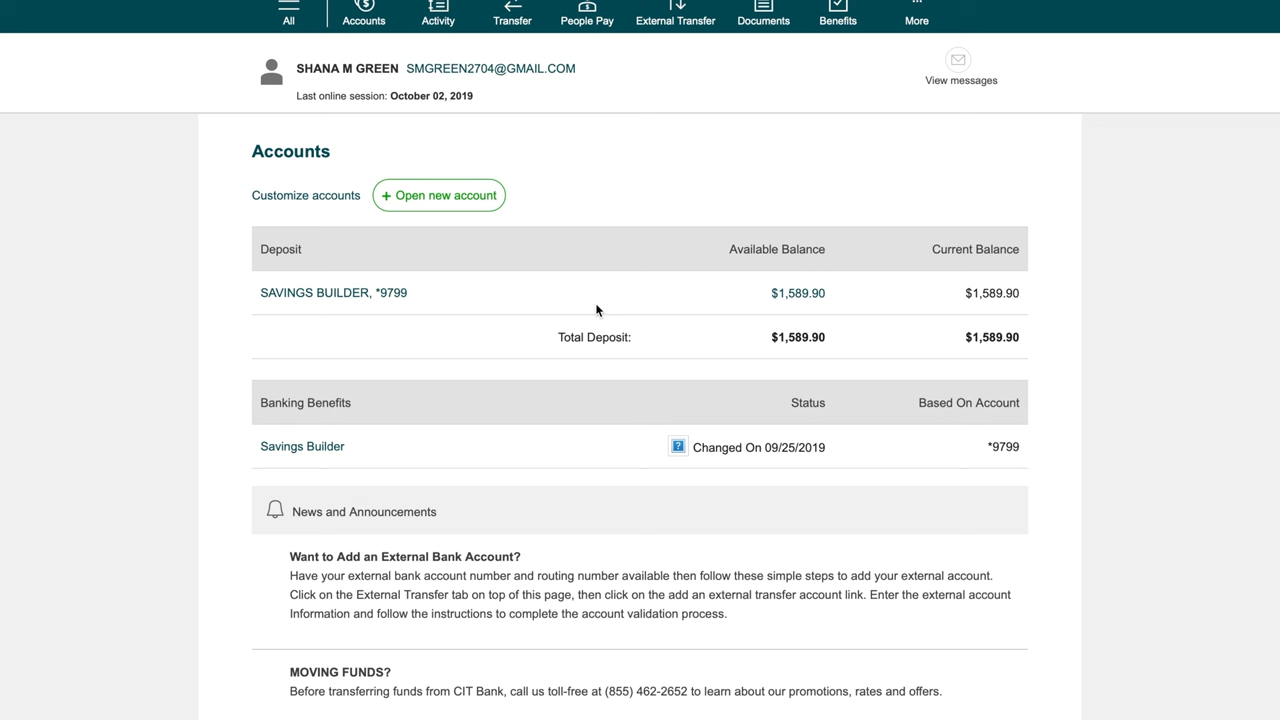 All Accounts Activity Transfer People Pay External Transfer Documents Benefits More
SHANA M GREEN SMGREEN2704@GMAIL.COM
Last online session: October 02, 2019
View messages
Accounts
Customize accounts + Open new account
Deposit Available Balance Current Balance
SAVINGS BUILDER, *9799 $1,589.90 $1,589.90
Total Deposit: $1,589.90 $1,589.90
Banking Benefits Status Based On Account
Savings Builder ? Changed On 09/25/2019 *9799
News and Announcements
Want to Add an External Bank Account?
Have your external bank account number and routing number available then follow these simple steps to add your external account.
Click on the External Transfer tab on top of this page, then click on the add an external transfer account link. Enter the external account
Information and follow the instructions to complete the account validation process.
MOVING FUNDS?
Before transferring funds from CIT Bank, call us toll-free at (855) 462-2652 to learn about our promotions, rates and offers.